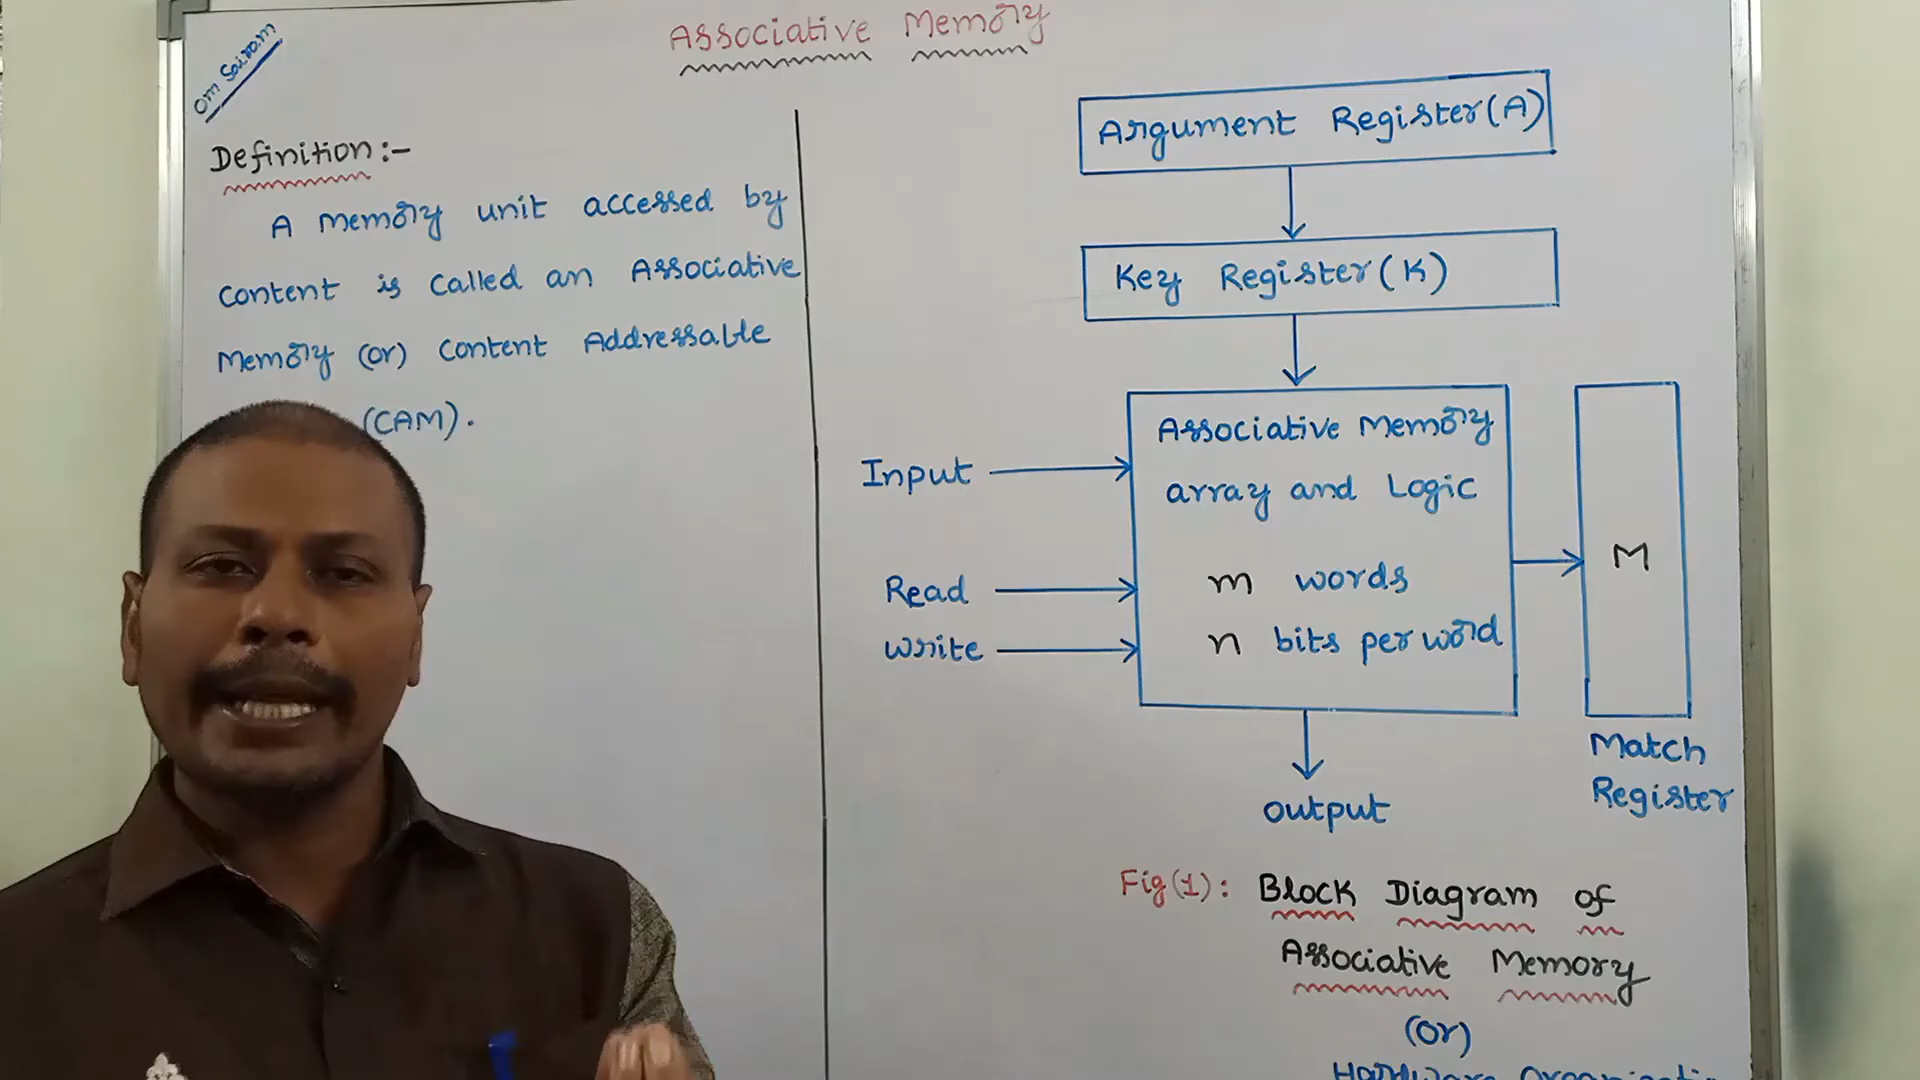 Om Sairam
Associative Memory
Definition:-
A memory unit accessed by
content is called an Associative
Memory (or) Content Addressable
(CAM).
Argument Register(A)
Key Register(K)
Associative Memory
array and Logic
m words
n bits per word
Input
Read
Write
M
Match
Register
output
Fig(1): Block Diagram of
Associative Memory
(Or)
Hardware